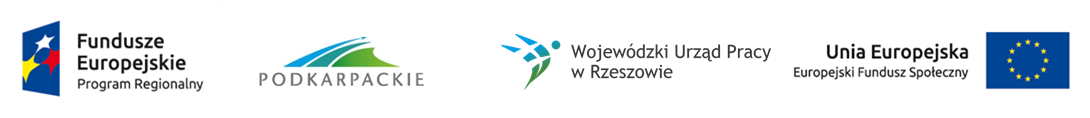 Fundusze
Europejskie
Program Regionalny
PODKARPACKIE
Wojewódzki Urząd Pracy
w Rzeszowie
Unia Europejska
Europejski Fundusz Społeczny